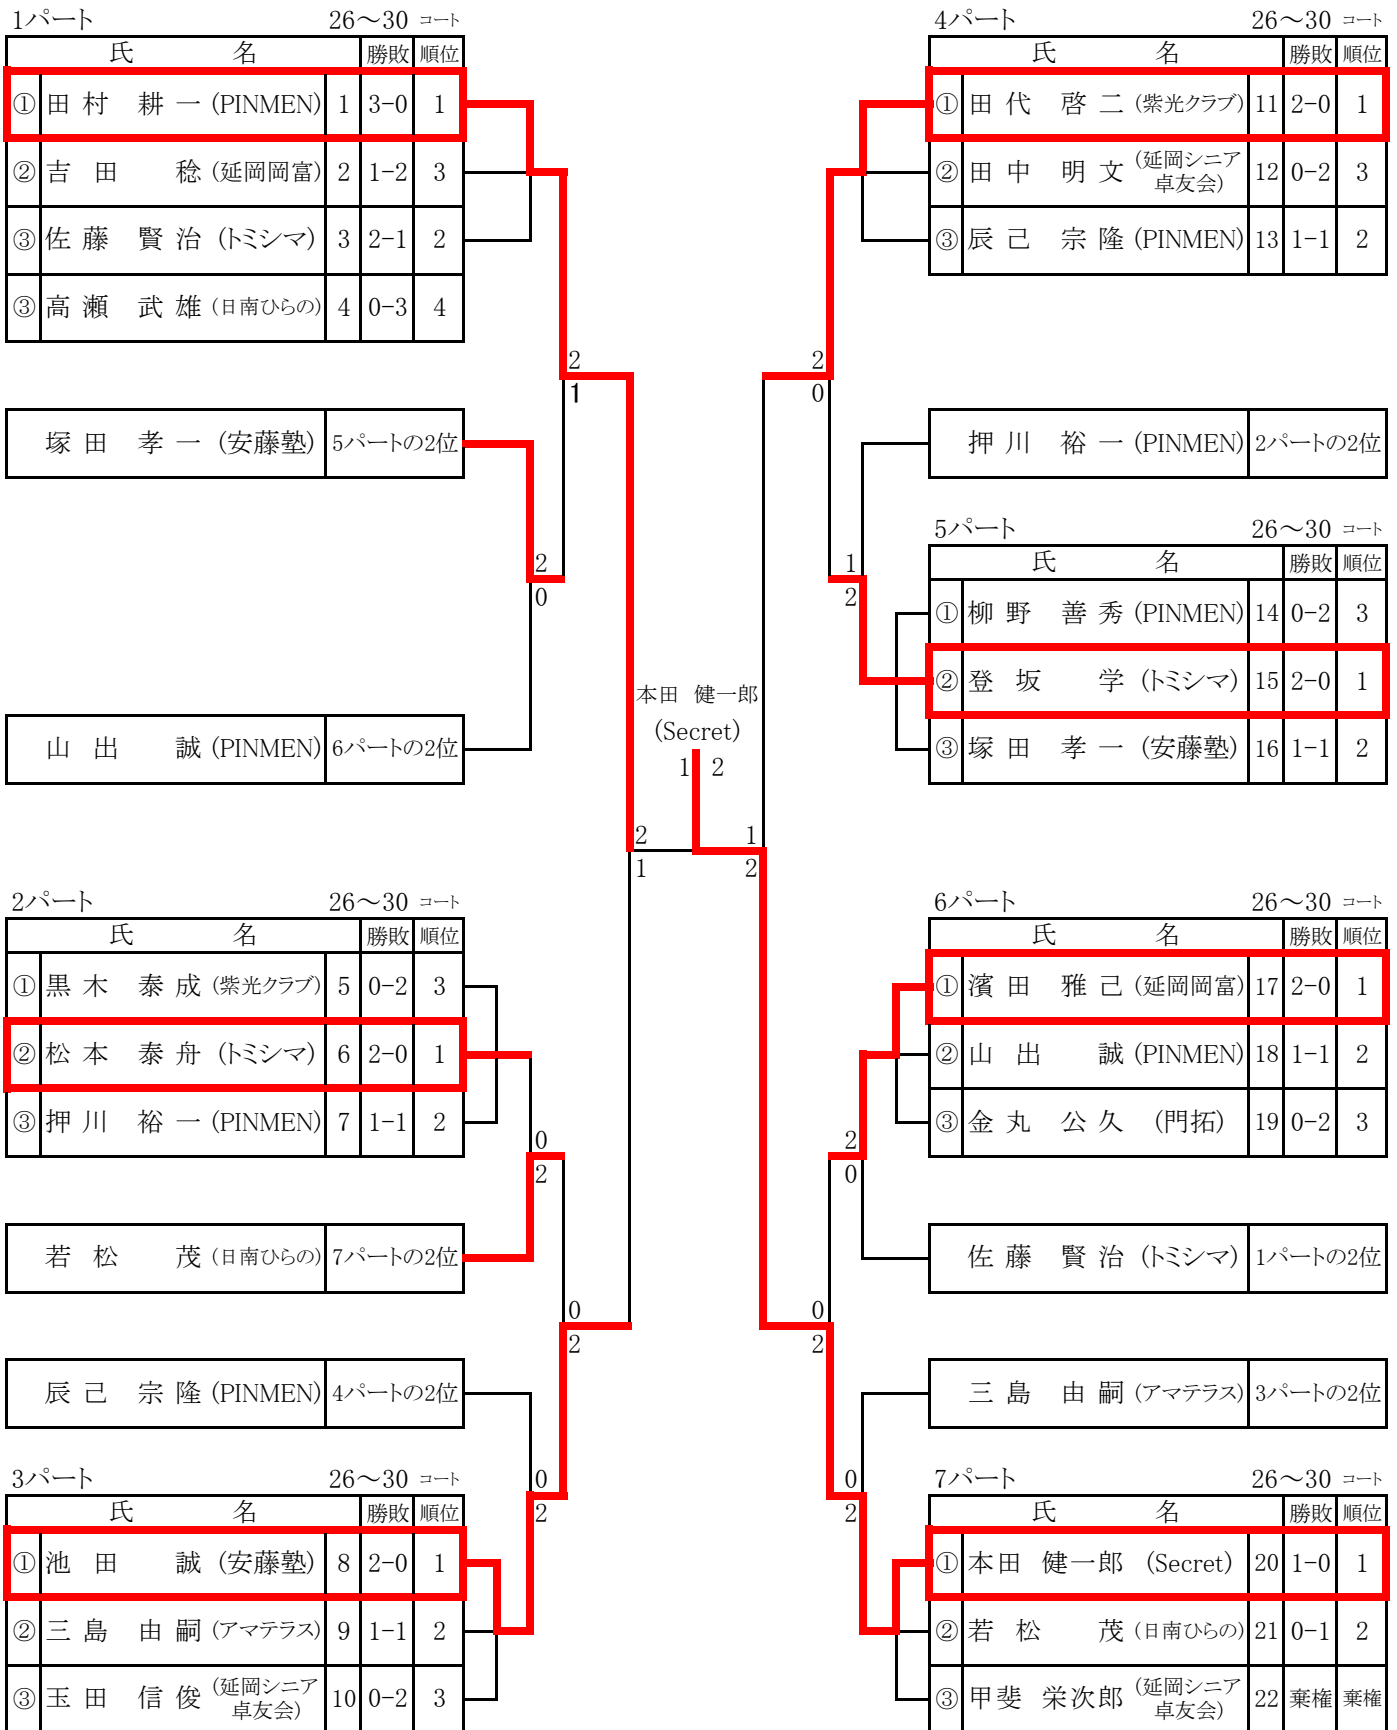 1パート 26～30 コート
氏 名 勝敗 順位
① 田村 耕一 (PINMEN) 1 3-0 1
② 吉田 稔 (延岡岡富) 2 1-2 3
③ 佐藤 賢治 (トミシマ) 3 2-1 2
③ 高瀬 武雄 (日南ひらの) 4 0-3 4
2
1
塚田 孝一 (安藤塾) 5パートの2位
2
0
山出 誠 (PINMEN) 6パートの2位
2
1
2パート 26～30 コート
氏 名 勝敗 順位
① 黒木 泰成 (紫光クラブ) 5 0-2 3
② 松本 泰舟 (トミシマ) 6 2-0 1
③ 押川 裕一 (PINMEN) 7 1-1 2
0
2
若松 茂 (日南ひらの) 7パートの2位
0
2
辰己 宗隆 (PINMEN) 4パートの2位
0
2
3パート 26～30 コート
氏 名 勝敗 順位
① 池田 誠 (安藤塾) 8 2-0 1
② 三島 由嗣 (アマテラス) 9 1-1 2
③ 玉田 信俊 (延岡シニア
卓友会) 10 0-2 3
本田 健一郎
(Secret)
1 2
4パート 26～30 コート
氏 名 勝敗 順位
① 田代 啓二 (紫光クラブ) 11 2-0 1
② 田中 明文 (延岡シニア
卓友会) 12 0-2 3
③ 辰己 宗隆 (PINMEN) 13 1-1 2
2
0
押川 裕一 (PINMEN) 2パートの2位
5パート 26～30 コート
氏 名 勝敗 順位
1
2
① 柳野 善秀 (PINMEN) 14 0-2 3
② 登坂 学 (トミシマ) 15 2-0 1
③ 塚田 孝一 (安藤塾) 16 1-1 2
1
2
6パート 26～30 コート
氏 名 勝敗 順位
① 濱田 雅己 (延岡岡富) 17 2-0 1
② 山出 誠 (PINMEN) 18 1-1 2
③ 金丸 公久 (門拓) 19 0-2 3
2
0
佐藤 賢治 (トミシマ) 1パートの2位
0
2
三島 由嗣 (アマテラス) 3パートの2位
0
2
7パート 26～30 コート
氏 名 勝敗 順位
① 本田 健一郎 (Secret) 20 1-0 1
② 若松 茂 (日南ひらの) 21 0-1 2
③ 甲斐 栄次郎 (延岡シニア
卓友会) 22 棄権 棄権